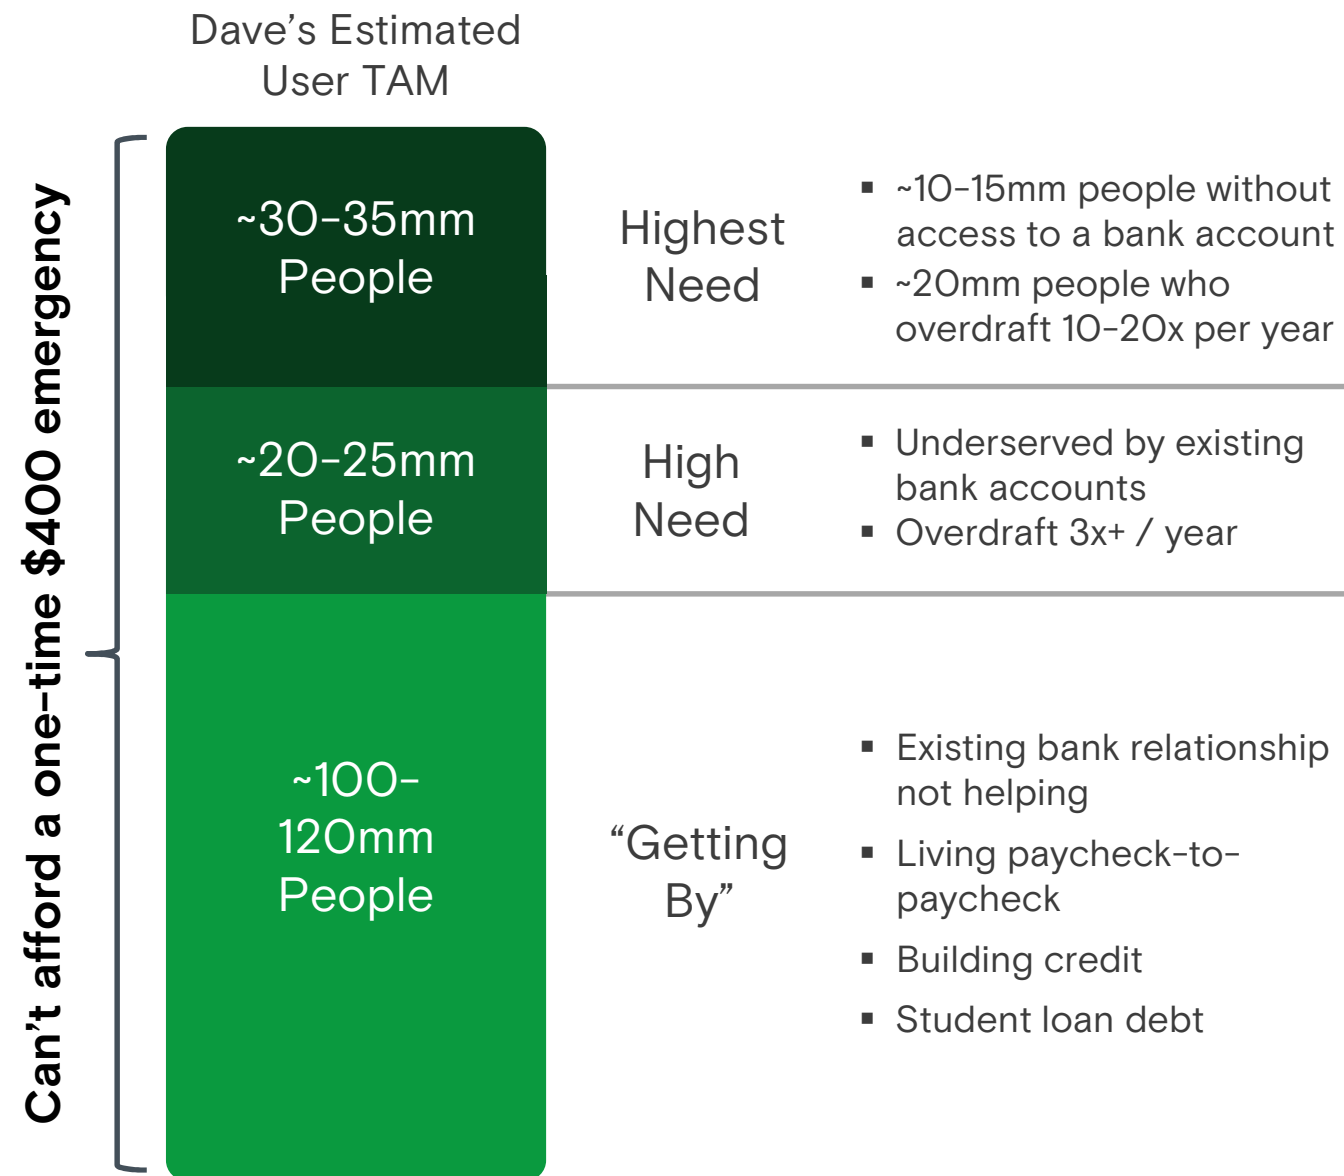 Dave’s Estimated
User TAM
Can’t afford a one-time $400 emergency
~30-35mm
People
Highest
Need
▪ ~10-15mm people without
access to a bank account
▪ ~20mm people who
overdraft 10-20x per year
~20-25mm
People
High
Need
▪ Underserved by existing
bank accounts
▪ Overdraft 3x+ / year
~100-
120mm
People
“Getting
By”
▪ Existing bank relationship
not helping
▪ Living paycheck-to-
paycheck
▪ Building credit
▪ Student loan debt